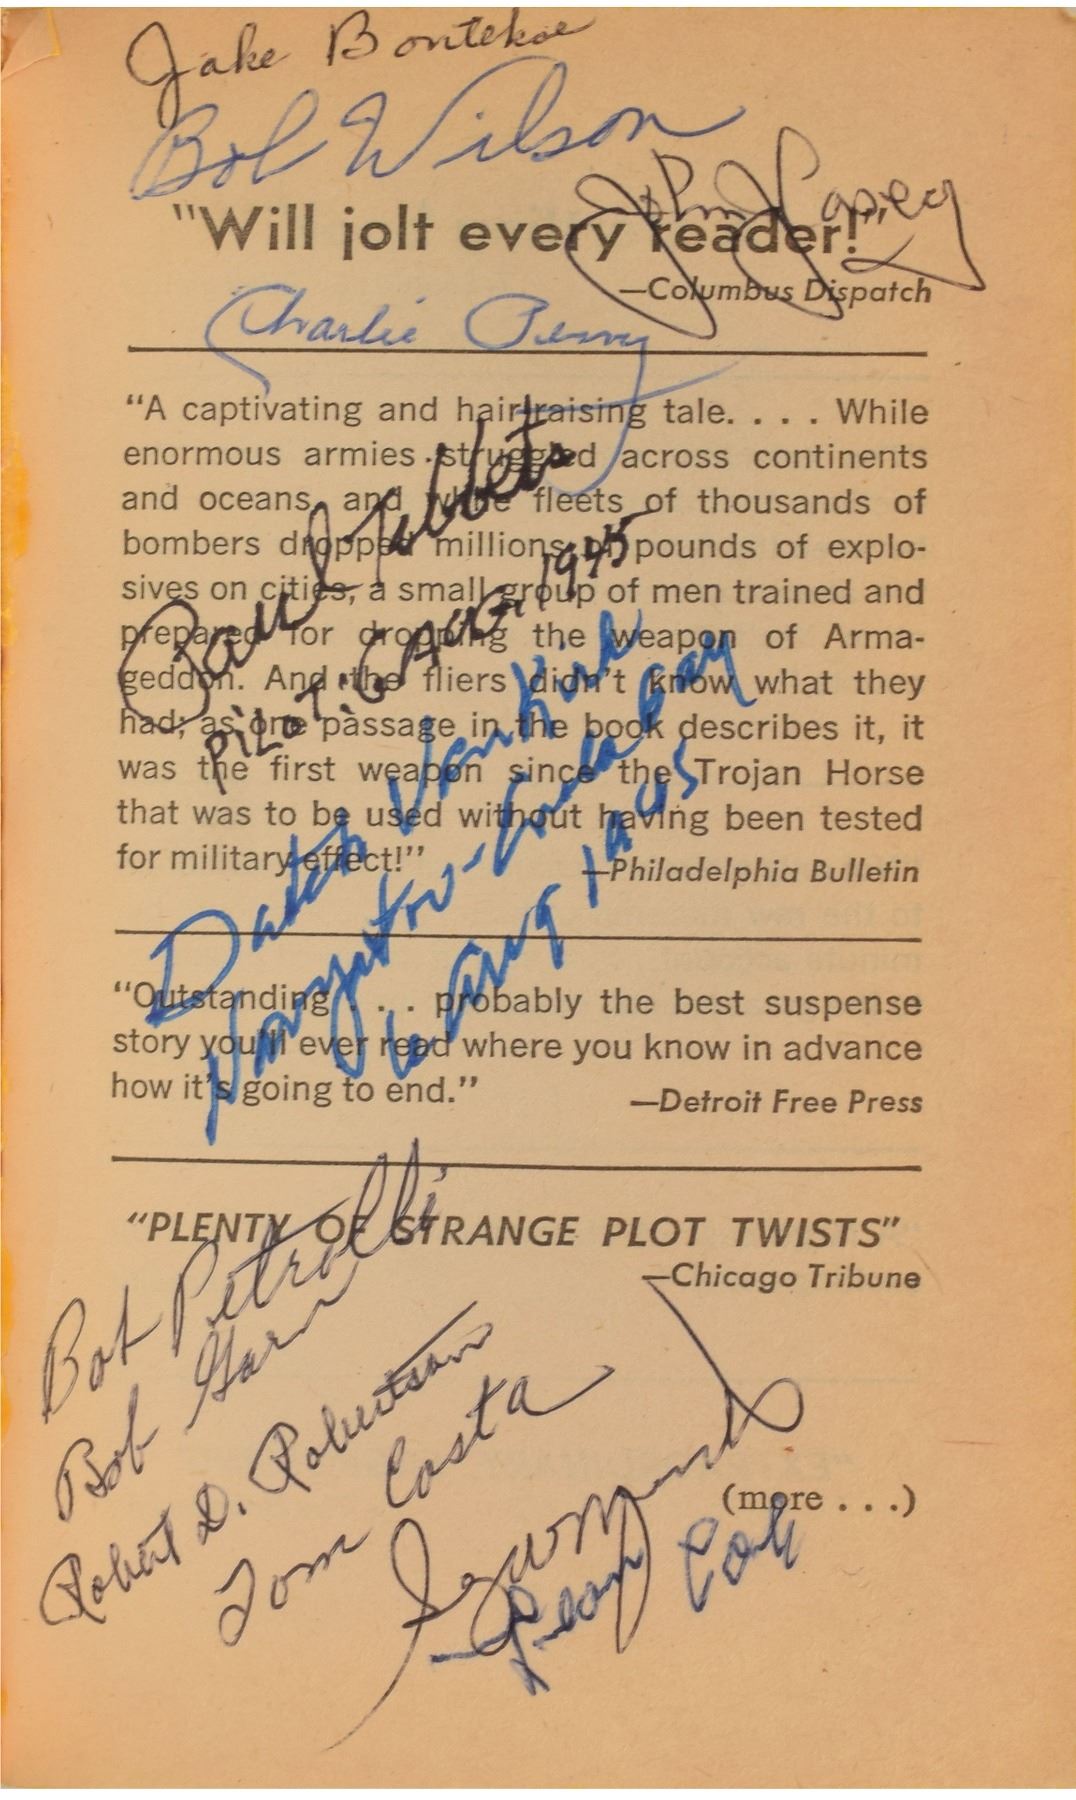 Jake Bontekoe
Bob Wilson
John J.
"Will jolt every reader!"
—Columbus Dispatch
Charlie Perry
"A captivating and hair-raising tale. . . . While
enormous armies struggled across continents
and oceans, and while fleets of thousands of
bombers dropped millions of pounds of explo-
sives on cities, a small group of men trained and
prepared for dropping the weapon of Arma-
geddon. And the fliers didn't know what they
had; as one passage in the book describes it, it
was the first weapon since the Trojan Horse
that was to be used without having been tested
for military effect!"
—Philadelphia Bulletin
Paul Tibbets
PILOT. 6 AUG. 1945
Dutch Van Kirk
Navigator - Enola Gay
6 Aug 1945
"Outstanding . . . probably the best suspense
story you'll ever read where you know in advance
how it's going to end."
—Detroit Free Press
"PLENTY OF STRANGE PLOT TWISTS"
—Chicago Tribune
Bob Petrolli
Bob Garn
Robert D. Robertson
Tom Costa
(more . . .)